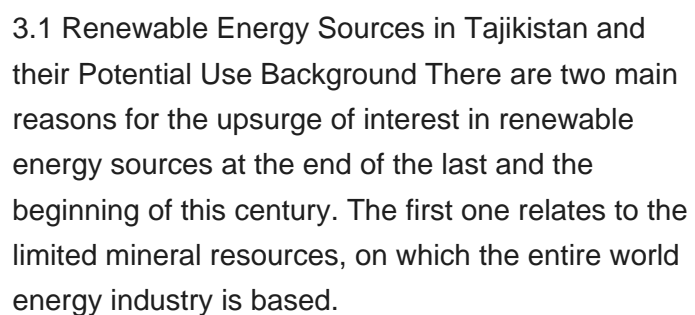 3.1 Renewable Energy Sources in Tajikistan and
their Potential Use Background There are two main
reasons for the upsurge of interest in renewable
energy sources at the end of the last and the
beginning of this century. The first one relates to the
limited mineral resources, on which the entire world
energy industry is based.